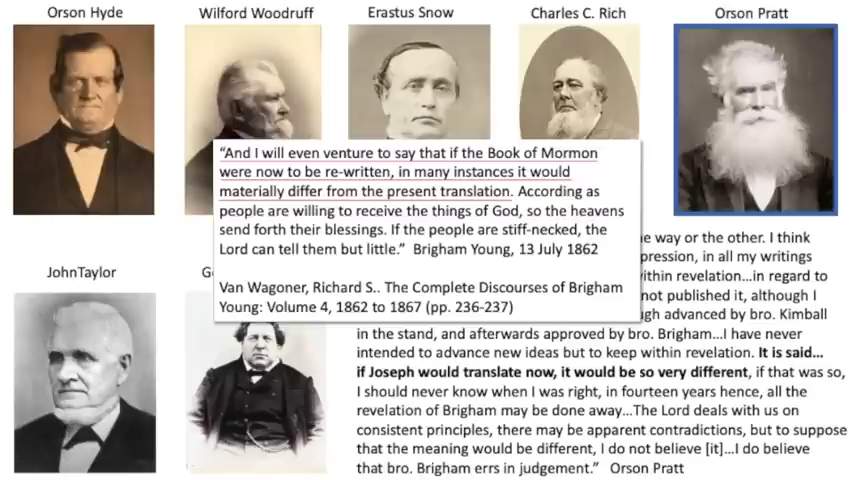 Orson Hyde
Wilford Woodruff
Erastus Snow
Charles C. Rich
Orson Pratt
“And I will even venture to say that if the Book of Mormon
were now to be re-written, in many instances it would
materially differ from the present translation. According as
people are willing to receive the things of God, so the heavens
send forth their blessings. If the people are stiff-necked, the
Lord can tell them but little.”  Brigham Young, 13 July 1862
Van Wagoner, Richard S.. The Complete Discourses of Brigham
Young: Volume 4, 1862 to 1867 (pp. 236-237)
JohnTaylor
way or the other. I think
in all my writings
revelation…in regard to
not published it, although I
advanced by bro. Kimball
in the stand, and afterwards approved by bro. Brigham…I have never
intended to advance new ideas but to keep within revelation. It is said…
if Joseph would translate now, it would be so very different, if that was so,
I should never know when I was right, in fourteen years hence, all the
revelation of Brigham may be done away…The Lord deals with us on
consistent principles, there may be apparent contradictions, but to suppose
that the meaning would be different, I do not believe [it]…I do believe
that bro. Brigham errs in judgement.”   Orson Pratt